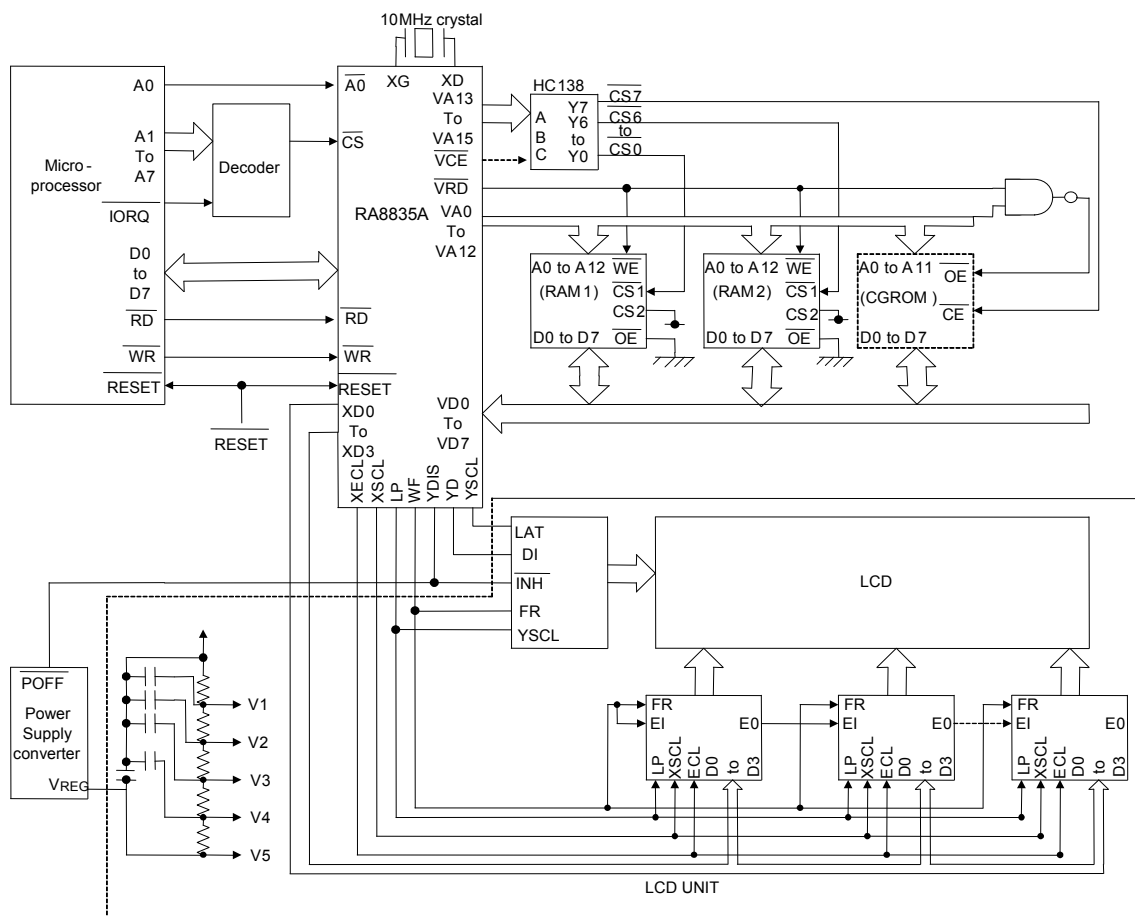 10MHz crystal
A0
A1
To
A7
Micro-
processor
IORQ
D0
to
D7
RD
WR
RESET
Decoder
RESET
A0
CS
XG
XD
VA13
To
VA15
VCE
VRD
RA8835A
VA0
To
VA12
RD
WR
RESET
XD0
To
XD3
VD0
To
VD7
XECL
XSCL
LP
WF
YDIS
YD
YSCL
HC138
A
B
C
Y7
Y6
to
Y0
CS7
CS6
to
CS0
A0 to A12
WE
(RAM1)
CS1
CS2
D0 to D7
OE
A0 to A12
WE
(RAM2)
CS1
CS2
D0 to D7
OE
A0 to A11
OE
(CGROM )
CE
D0 to D7
LAT
DI
INH
FR
YSCL
LCD
POFF
Power
Supply
converter
VREG
V1
V2
V3
V4
V5
FR
EI
E0
LP
XSCL
ECL
D0
to
D3
FR
EI
E0
LP
XSCL
ECL
D0
to
D3
FR
EI
E0
LP
XSCL
ECL
D0
to
D3
LCD UNIT